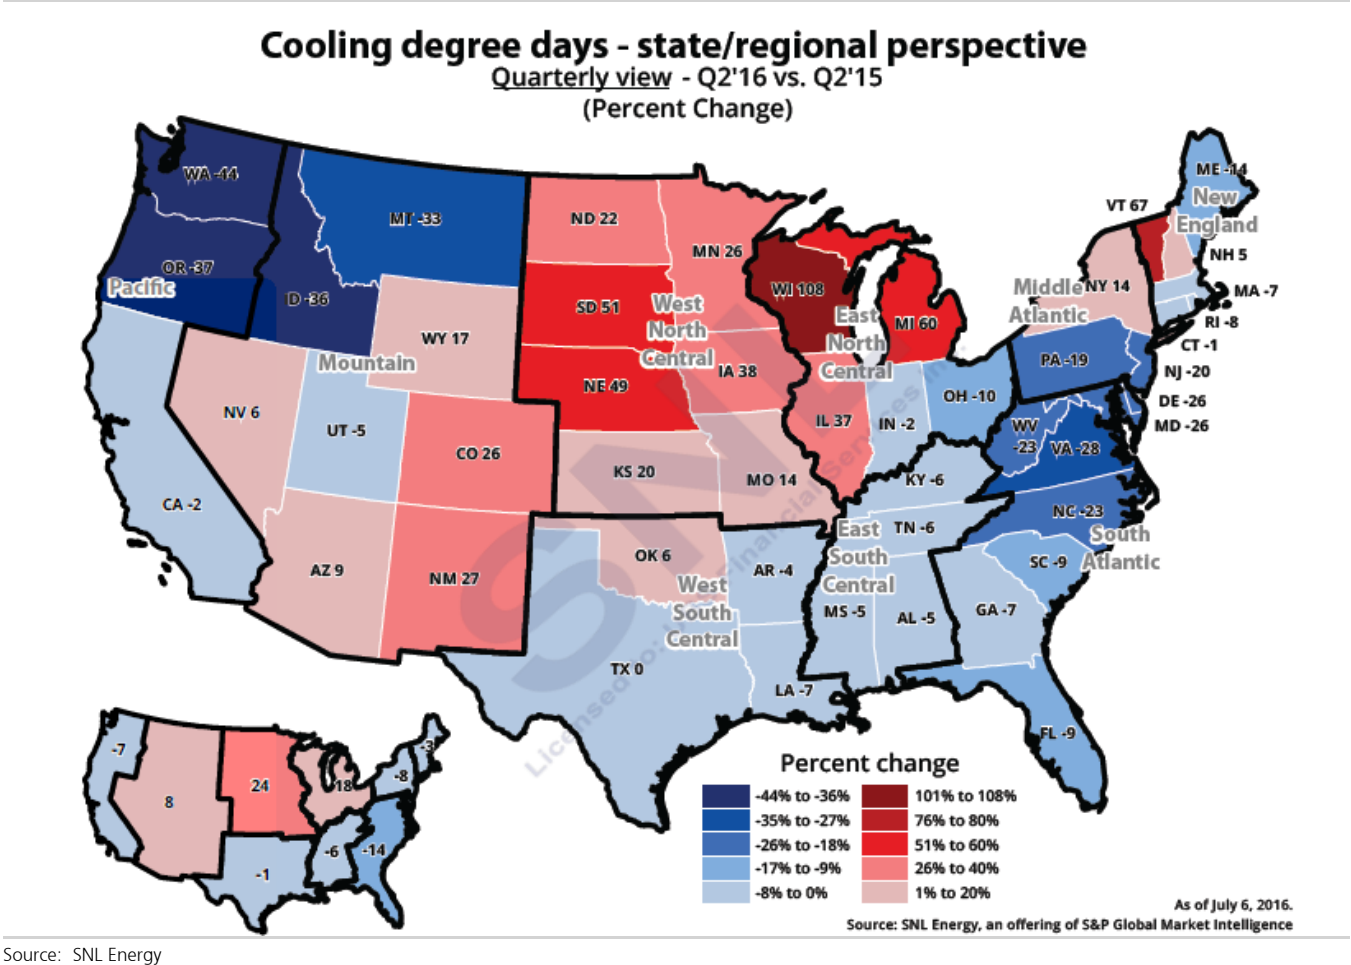 Cooling degree days - state/regional perspective
Quarterly view - Q2'16 vs. Q2'15
(Percent Change)
WA -44
OR -37
Pacific
ID -36
MT -33
ND 22
MN 26
SD 51
West
North
Central
WI 108
MI 60
East
North
Central
WY 17
Mountain
NE 49
IA 38
NV 6
UT -5
CO 26
KS 20
MO 14
IL 37
IN -2
OH -10
CA -2
AZ 9
NM 27
OK 6
West
South
Central
AR -4
TX 0
LA -7
KY -6
TN -6
East
South
Central
MS -5
AL -5
GA -7
FL -9
SC -9
NC -23
South
Atlantic
WV
-23
VA -28
PA -19
Middle
Atlantic
NY 14
VT 67
ME -14
New
England
NH 5
MA -7
RI -8
CT -1
NJ -20
DE -26
MD -26
SNL
-7
8
24
18
-8
-3
-1
-6
-14
Percent change
-44% to -36%
-35% to -27%
-26% to -18%
-17% to -9%
-8% to 0%
101% to 108%
76% to 80%
51% to 60%
26% to 40%
1% to 20%
As of July 6, 2016.
Source: SNL Energy, an offering of S&P Global Market Intelligence
Source: SNL Energy